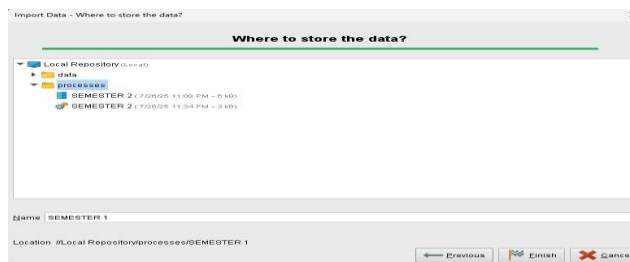 Import Data - Where to store the data?
Where to store the data?
Local Repository (Local)
data
processes
SEMESTER 2 (7/26/25 11:09 PM – 6 kB)
SEMESTER 2 (7/26/25 11:34 PM – 3 kB)
Name SEMESTER 1
Location //Local Repository/processes/SEMESTER 1
Previous Finish Cance